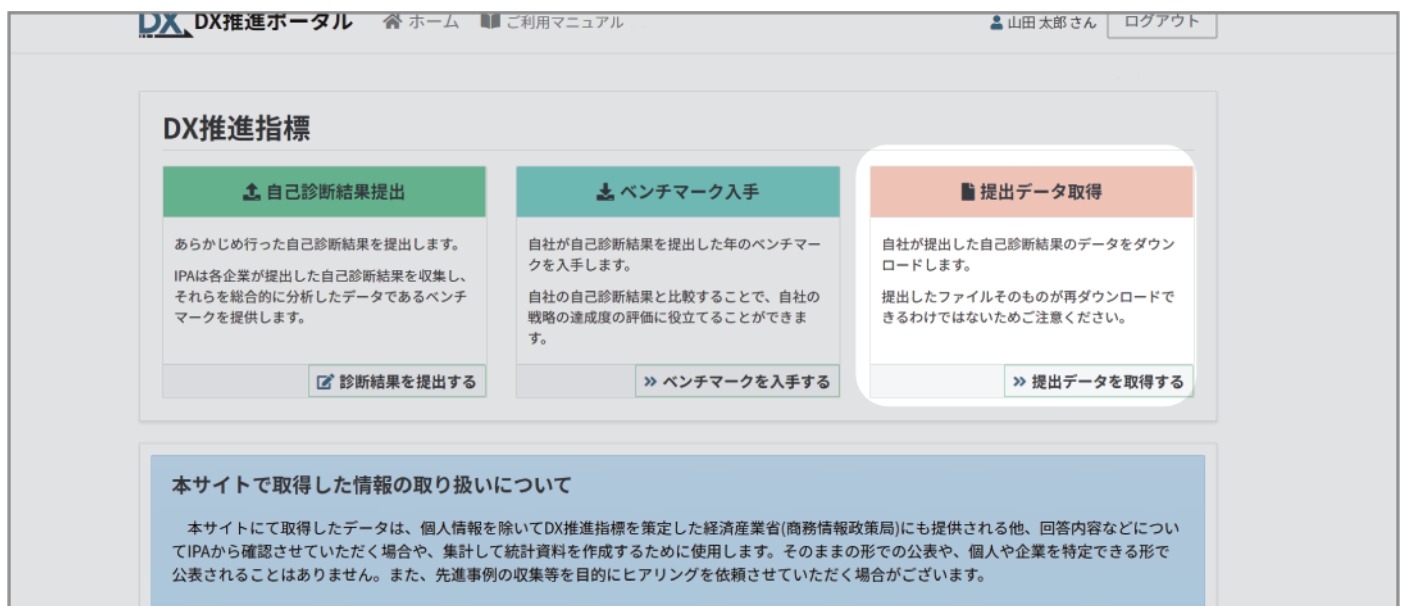 DX DX推進ポータル ホーム ご利用マニュアル 山田 太郎 さん ログアウト
DX推進指標
自己診断結果提出
あらかじめ行った自己診断結果を提出します。
IPAは各企業が提出した自己診断結果を収集し、
それらを総合的に分析したデータであるベンチ
マークを提供します。
診断結果を提出する
ベンチマーク入手
自社が自己診断結果を提出した年のベンチマー
クを入手します。
自社の自己診断結果と比較することで、自社の
戦略の達成度の評価に役立てることができま
す。
ベンチマークを入手する
提出データ取得
自社が提出した自己診断結果のデータをダウン
ロードします。
提出したファイルそのものが再ダウンロードで
きるわけではないためご注意ください。
提出データを取得する
本サイトで取得した情報の取り扱いについて
本サイトにて取得したデータは、個人情報を除いてDX推進指標を策定した経済産業省(商務情報政策局)にも提供される他、回答内容などについ
てIPAから確認させていただく場合や、集計して統計資料を作成するために使用します。そのままの形での公表や、個人や企業を特定できる形で
公表されることはありません。また、先進事例の収集等を目的にヒアリングを依頼させていただく場合がございます。